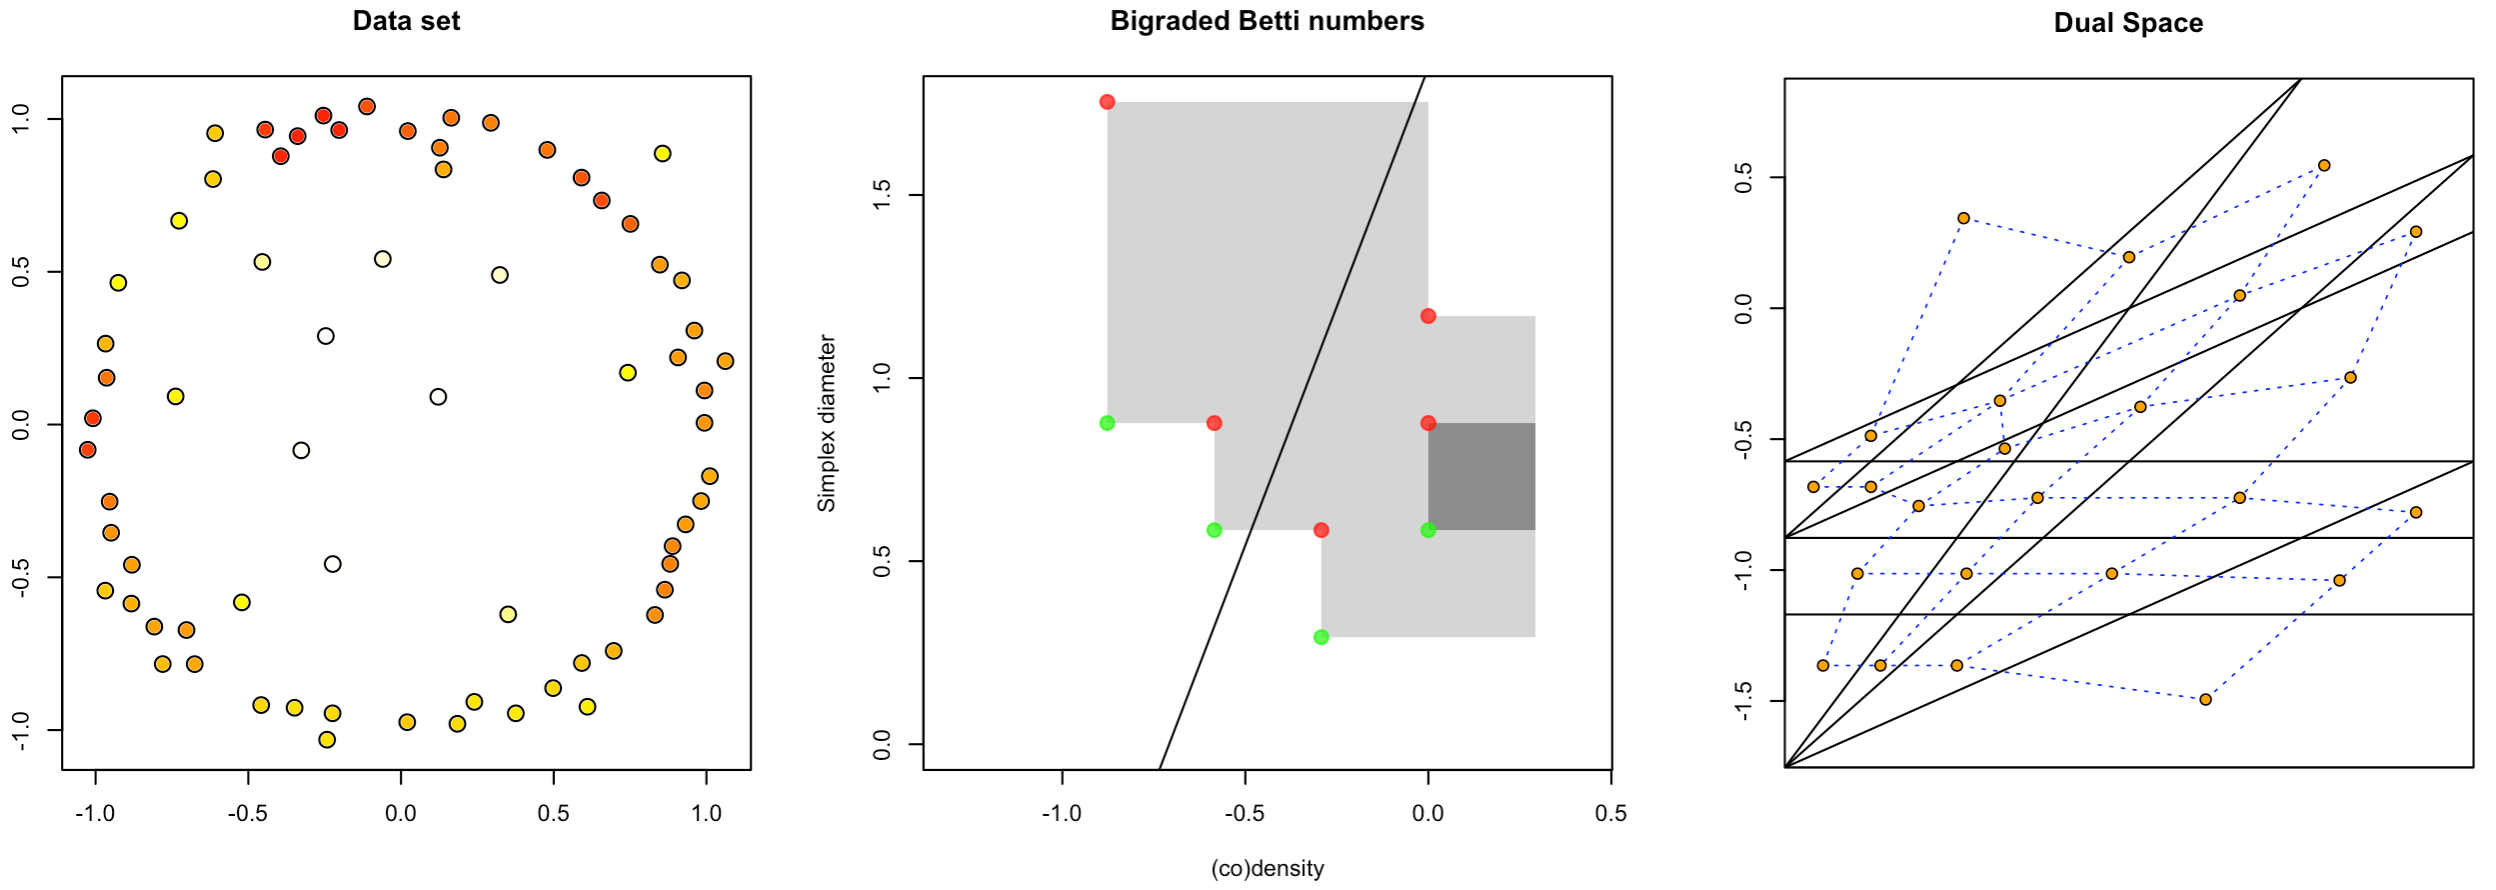 Data set
1.0
0.5
0.0
-0.5
-1.0
-1.0 -0.5 0.0 0.5 1.0
Bigraded Betti numbers
Simplex diameter
1.5
1.0
0.5
0.0
-1.0 -0.5 0.0 0.5
(co)density
Dual Space
0.5
0.0
-0.5
-1.0
-1.5